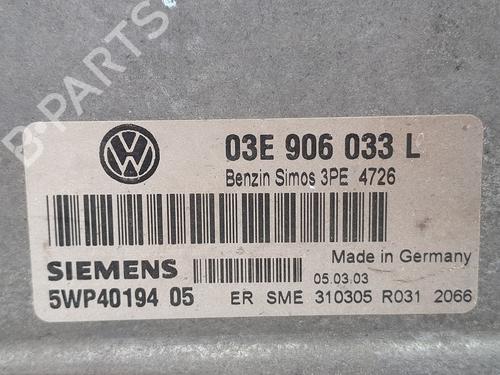 B-PARTS
03E 906 033 L
Benzin Simos 3PE 4726
Made in Germany
SIEMENS
05.03.03
5WP40194 05 ER SME 310305 R031 2066